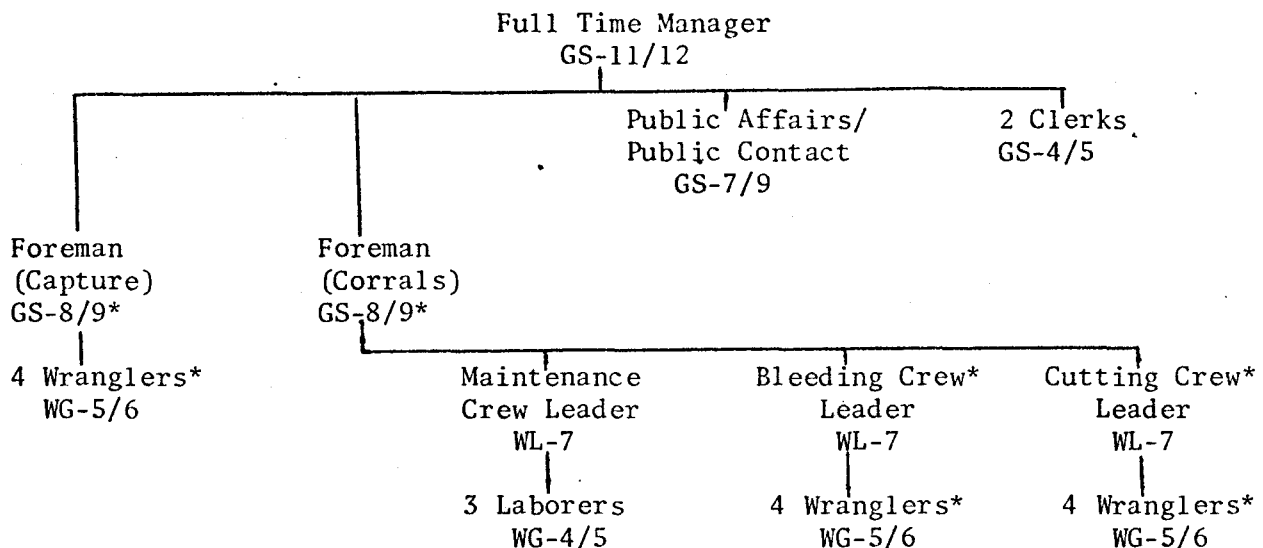 Full Time Manager
GS-11/12
Public Affairs/
Public Contact
GS-7/9
2 Clerks
GS-4/5
Foreman
(Capture)
GS-8/9*
Foreman
(Corrals)
GS-8/9*
4 Wranglers*
WG-5/6
Maintenance
Crew Leader
WL-7
Bleeding Crew*
Leader
WL-7
Cutting Crew*
Leader
WL-7
3 Laborers
WG-4/5
4 Wranglers*
WG-5/6
4 Wranglers*
WG-5/6